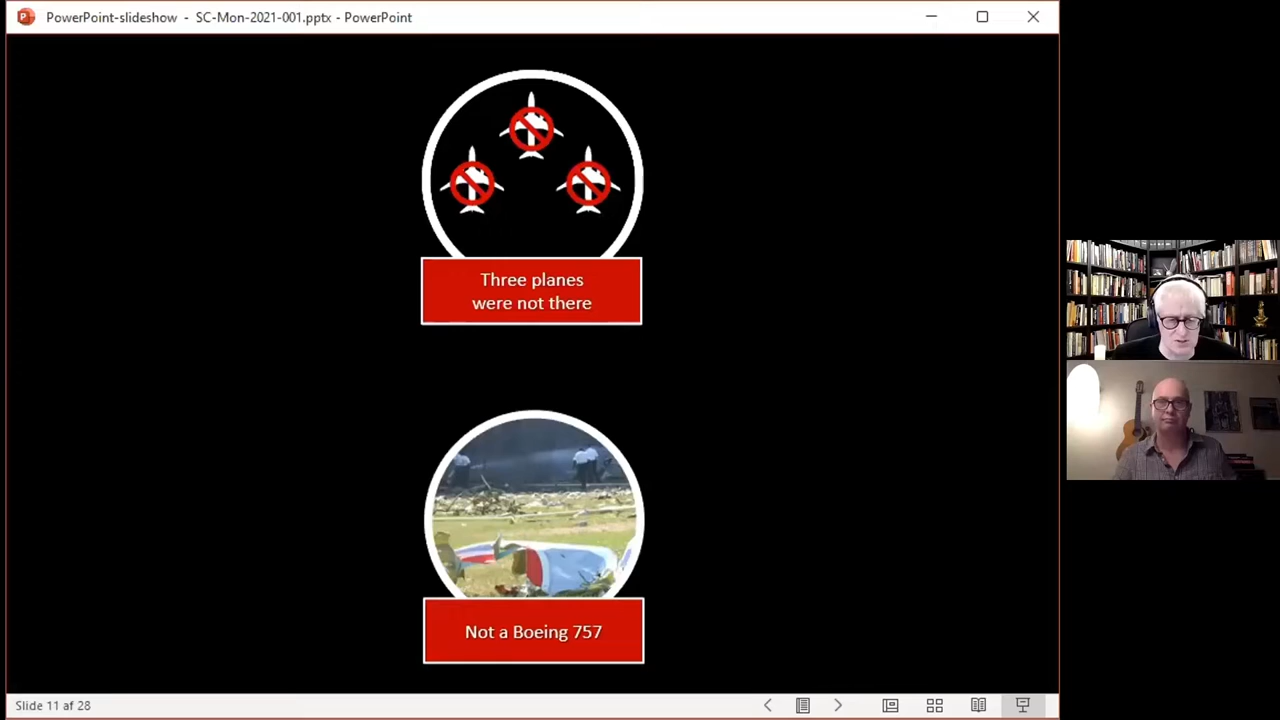 PowerPoint-slideshow - SC-Mon-2021-001.pptx - PowerPoint
Three planes
were not there
Not a Boeing 757
Slide 11 af 28